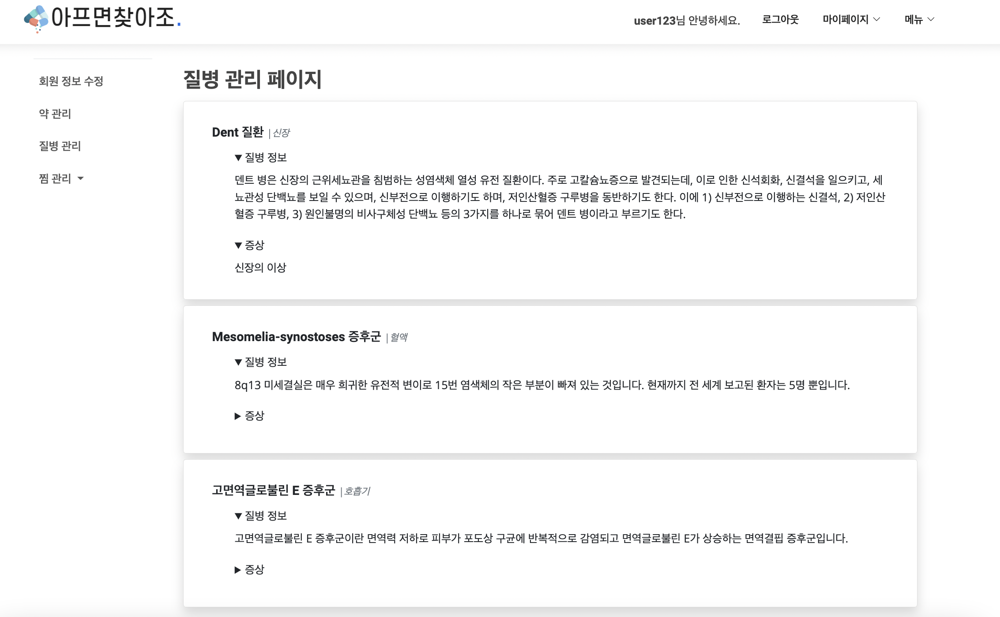 아프면찾아조.
user123님 안녕하세요. 로그아웃 마이페이지 메뉴
회원 정보 수정
약 관리
질병 관리
찜 관리
질병 관리 페이지
Dent 질환 |신장
▼ 질병 정보
덴트 병은 신장의 근위세뇨관을 침범하는 성염색체 열성 유전 질환이다. 주로 고칼슘뇨증으로 발견되는데, 이로 인한 신석회화, 신결석을 일으키고, 세
뇨관성 단백뇨를 보일 수 있으며, 신부전으로 이행하기도 하며, 저인산혈증 구루병을 동반하기도 한다. 이에 1) 신부전으로 이행하는 신결석, 2) 저인산
혈증 구루병, 3) 원인불명의 비사구체성 단백뇨 등의 3가지를 하나로 묶어 덴트 병이라고 부르기도 한다.
▼ 증상
신장의 이상
Mesomelia-synostoses 증후군 |혈액
▼ 질병 정보
8q13 미세결실은 매우 희귀한 유전적 변이로 15번 염색체의 작은 부분이 빠져 있는 것입니다. 현재까지 전 세계 보고된 환자는 5명 뿐입니다.
▶ 증상
고면역글로불린 E 증후군 |호흡기
▼ 질병 정보
고면역글로불린 E 증후군이란 면역력 저하로 피부가 포도상 구균에 반복적으로 감염되고 면역글로불린 E가 상승하는 면역결핍 증후군입니다.
▶ 증상